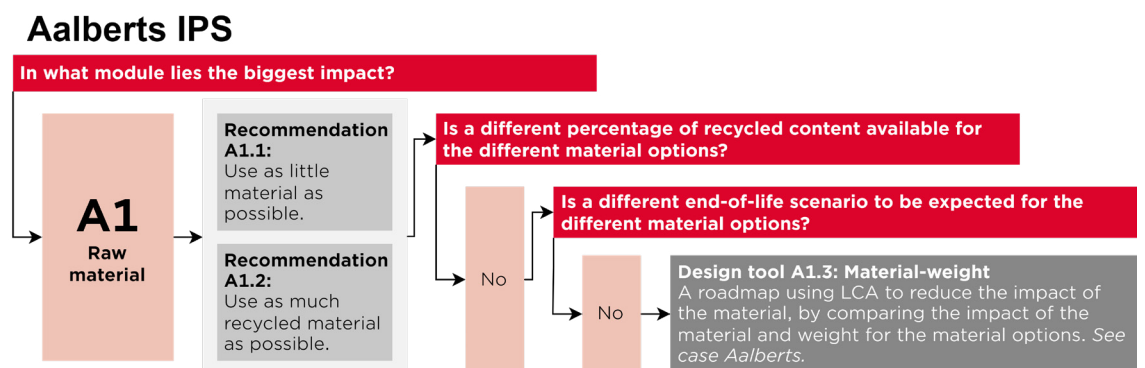 Aalberts IPS
In what module lies the biggest impact?
A1
Raw
material
Recommendation
A1.1:
Use as little
material as
possible.
Recommendation
A1.2:
Use as much
recycled material
as possible.
Is a different percentage of recycled content available for
the different material options?
No
Is a different end-of-life scenario to be expected for the
different material options?
No
Design tool A1.3: Material-weight
A roadmap using LCA to reduce the impact of
the material, by comparing the impact of the
material and weight for the material options. See
case Aalberts.